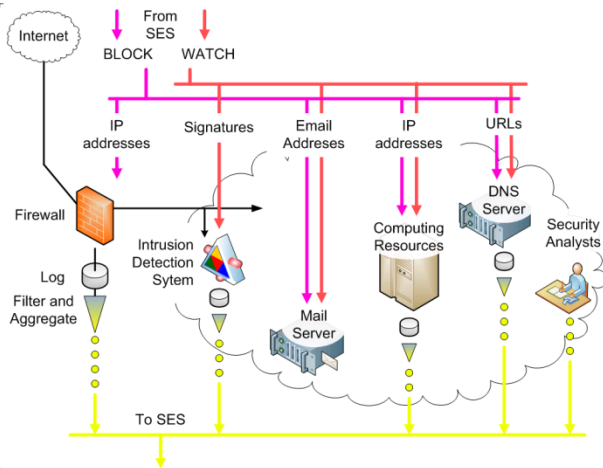 From
SES
Internet
BLOCK
WATCH
IP
addresses
Signatures
Email
Addreses
IP
addresses
URLs
DNS
Server
Firewall
Intrusion
Detection
Sytem
Computing
Resources
Security
Analysts
Log
Filter and
Aggregate
Mail
Server
To SES